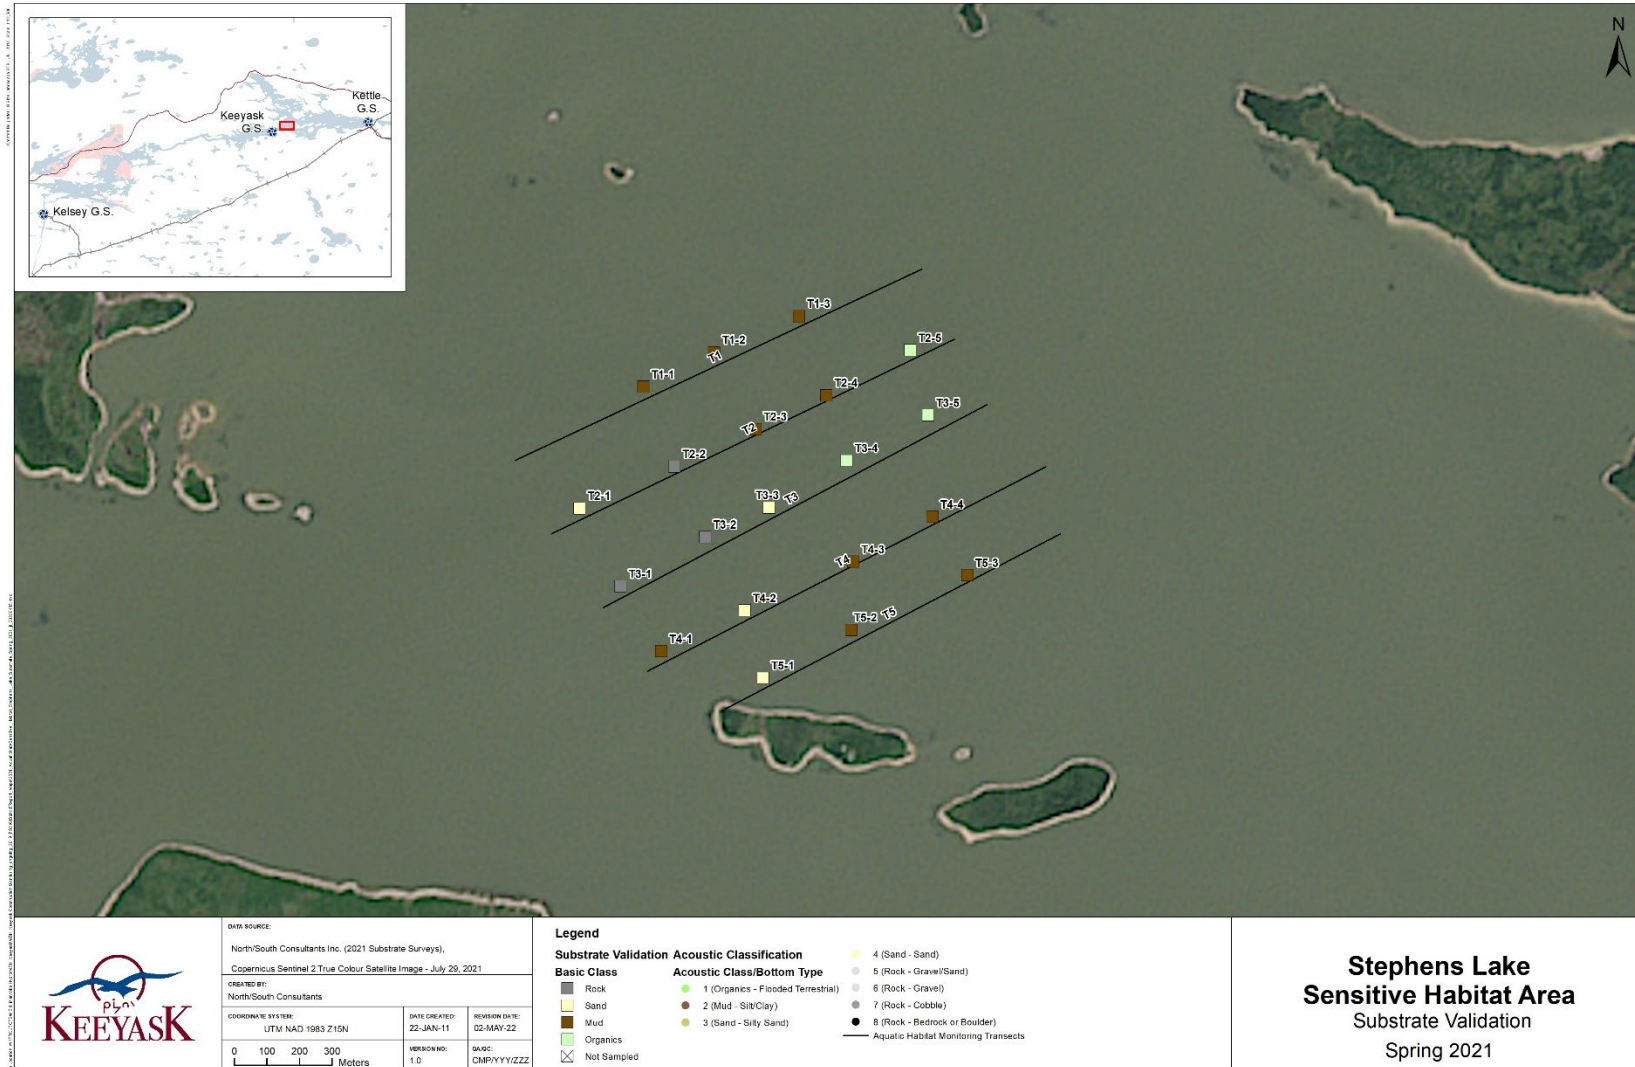 N
Kettle
G.S.
Keeyask
G.S.
Kelsey G.S.
T1-3
T1-2
T1
T1-1
T2-5
T2-4
T2-3
T2
T2-2
T2-1
T3-5
T3-4
T3-3
T3
T3-2
T3-1
T4-4
T4-3
T4
T4-2
T4-1
T5-3
T5-2
T5
T5-1
KEEYASK
DATA SOURCE:
North/South Consultants Inc. (2021 Substrate Surveys),
Copernicus Sentinel 2 True Colour Satellite Image - July 29, 2021
CREATED BY:
North/South Consultants
COORDINATE SYSTEM:
UTM NAD 1983 Z15N
DATE CREATED:
22-JAN-11
REVISION DATE:
02-MAY-22
0 100 200 300
Meters
VERSION NO:
1.0
QA/QC:
CMP/YYY/ZZZ
Legend
Substrate Validation
Basic Class
Rock
Sand
Mud
Organics
Not Sampled
Acoustic Classification
Acoustic Class/Bottom Type
1 (Organics - Flooded Terrestrial)
2 (Mud - Silt/Clay)
3 (Sand - Silty Sand)
4 (Sand - Sand)
5 (Rock - Gravel/Sand)
6 (Rock - Gravel)
7 (Rock - Cobble)
8 (Rock - Bedrock or Boulder)
Aquatic Habitat Monitoring Transects
Stephens Lake
Sensitive Habitat Area
Substrate Validation
Spring 2021